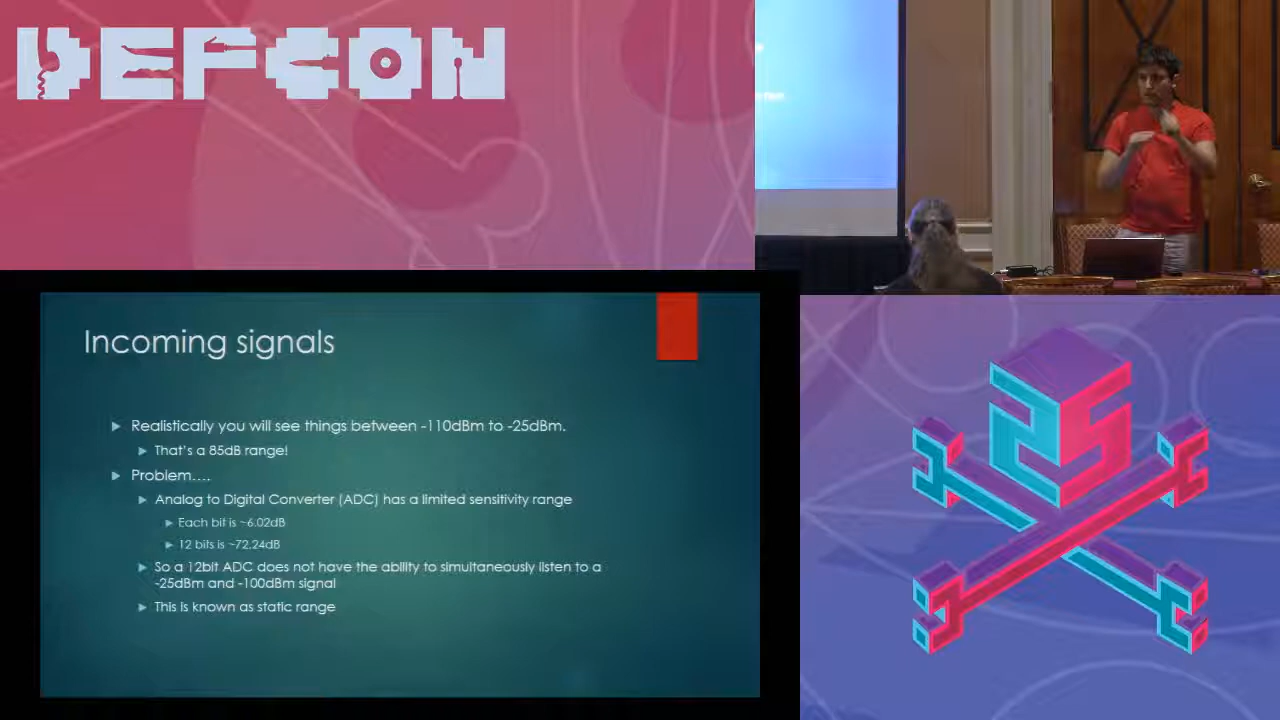 DEFCON
Incoming signals
Realistically you will see things between -110dBm to -25dBm.
That's a 85dB range!
Problem....
Analog to Digital Converter (ADC) has a limited sensitivity range
Each bit is ~6.02dB
12 bits is ~72.24dB
So a 12bit ADC does not have the ability to simultaneously listen to a
-25dBm and -100dBm signal
This is known as static range
25